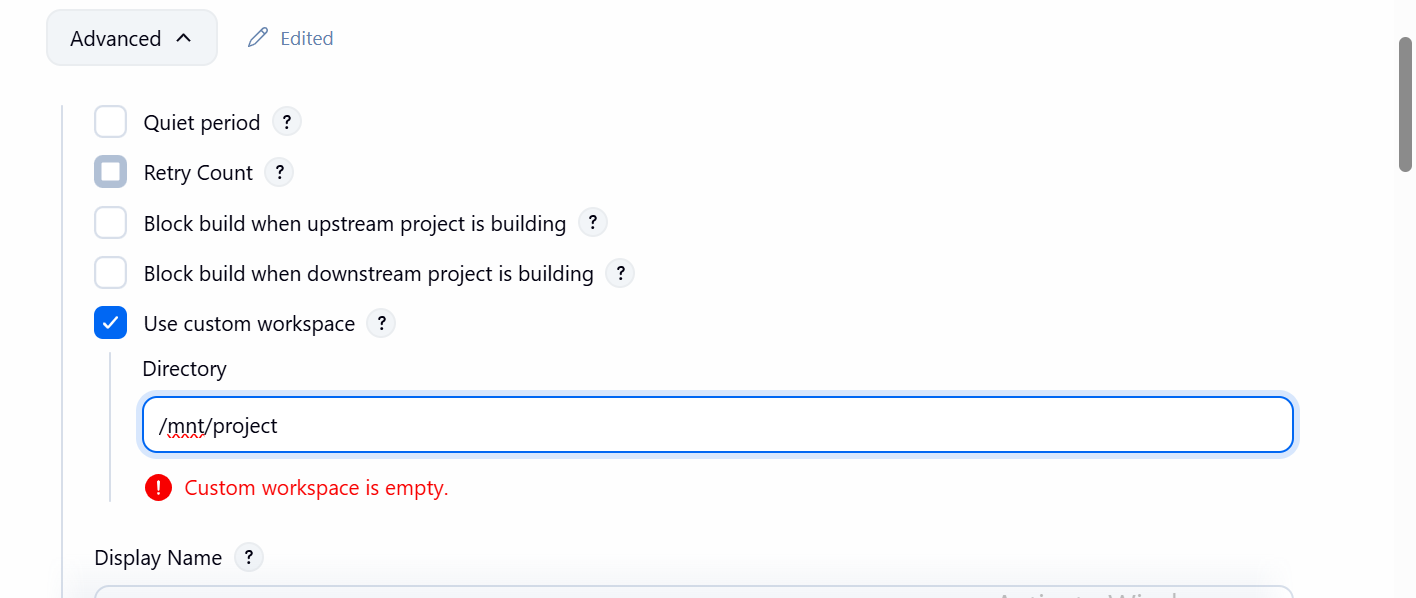 Advanced Edited
Quiet period ?
Retry Count ?
Block build when upstream project is building ?
Block build when downstream project is building ?
Use custom workspace ?
Directory
/mnt/project
! Custom workspace is empty.
Display Name ?